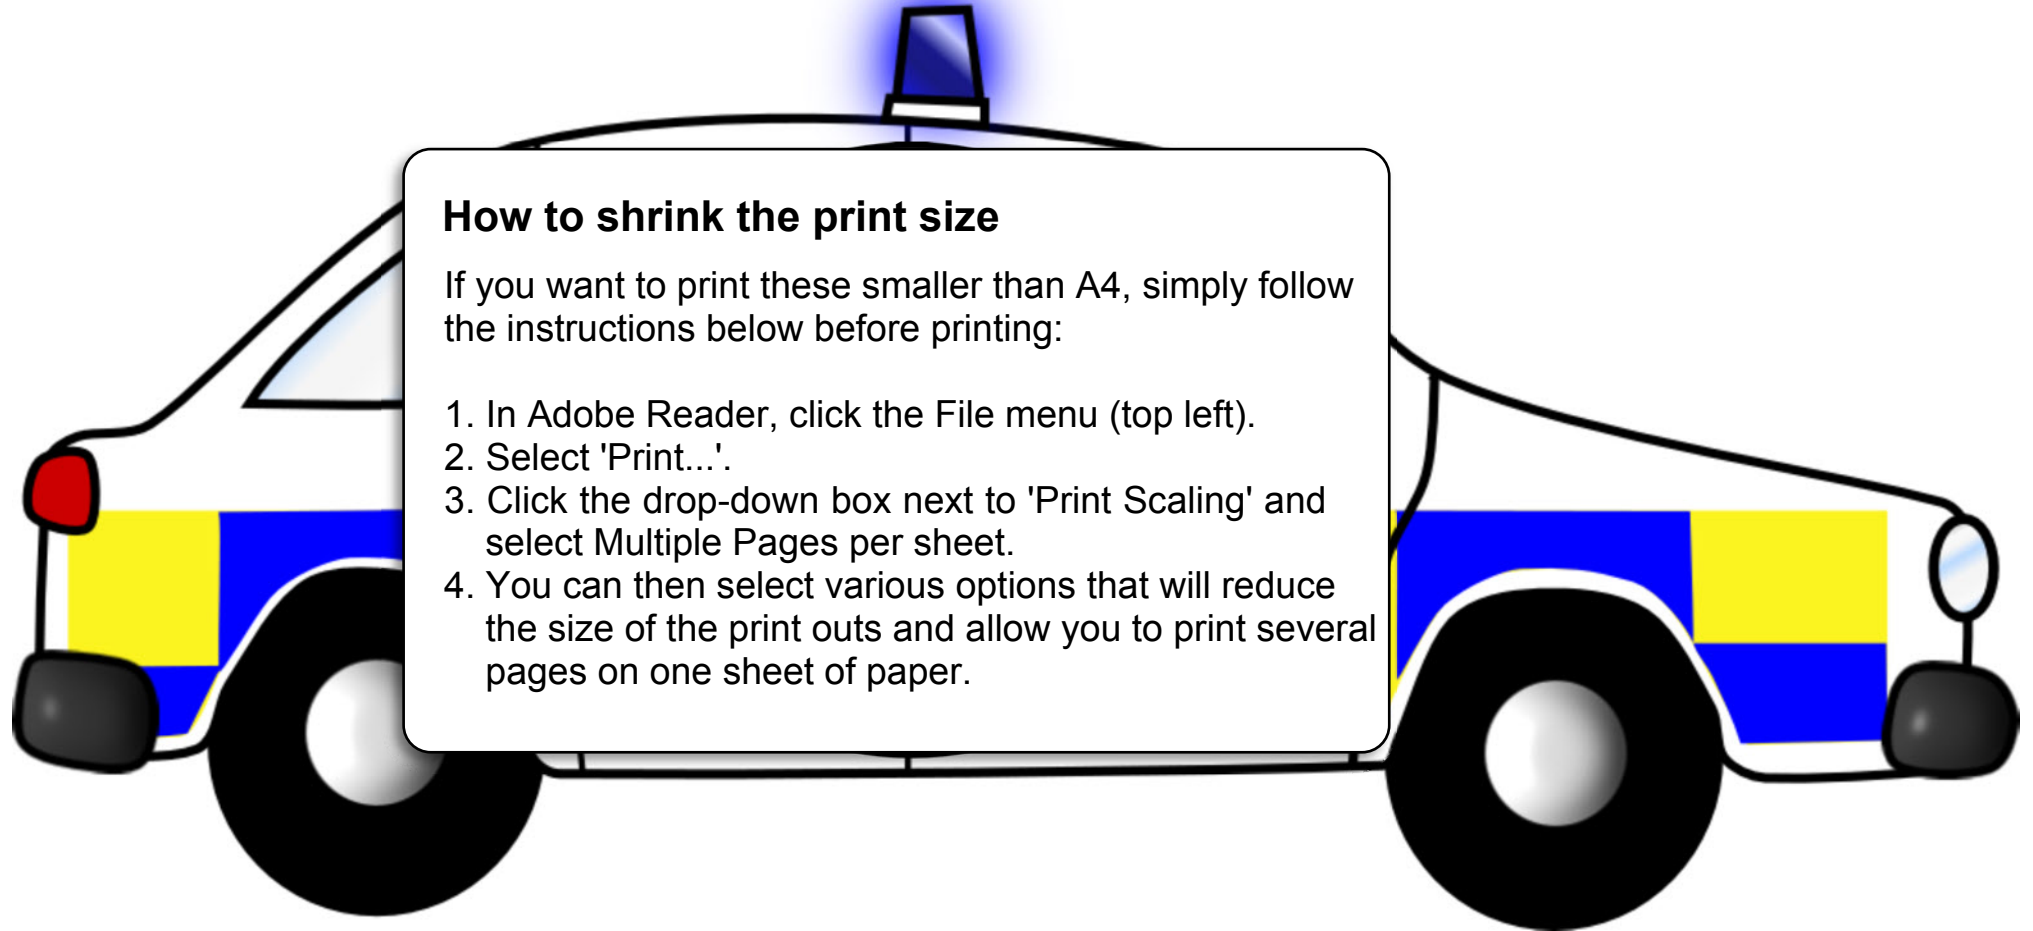 How to shrink the print size
If you want to print these smaller than A4, simply follow
the instructions below before printing:
1. In Adobe Reader, click the File menu (top left).
2. Select 'Print...'.
3. Click the drop-down box next to 'Print Scaling' and
select Multiple Pages per sheet.
4. You can then select various options that will reduce
the size of the print outs and allow you to print several
pages on one sheet of paper.